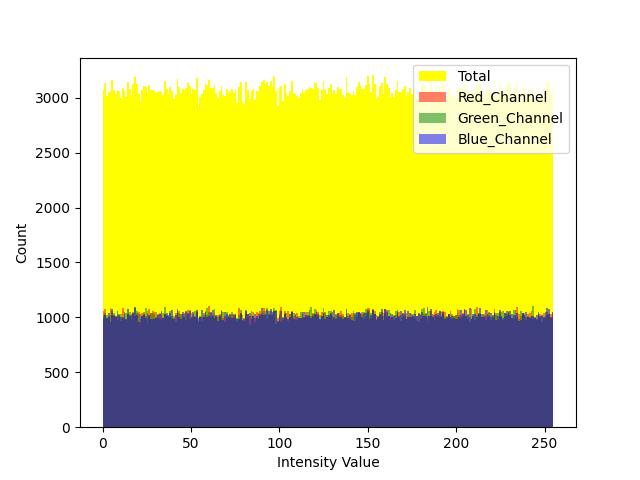 Total
Red_Channel
Green_Channel
Blue_Channel
3000
2500
2000
1500
1000
500
0
Count
0 50 100 150 200 250
Intensity Value